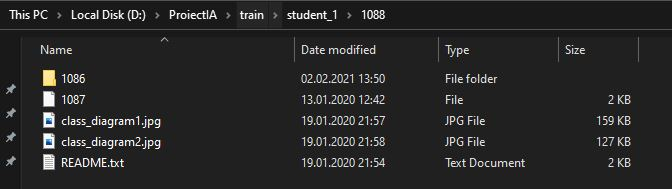 This PC > Local Disk (D:) > ProiectIA > train > student_1 > 1088
Name Date modified Type Size
1086 02.02.2021 13:50 File folder
1087 13.01.2020 12:42 File 2 KB
class_diagram1.jpg 19.01.2020 21:57 JPG File 159 KB
class_diagram2.jpg 19.01.2020 21:58 JPG File 127 KB
README.txt 19.01.2020 21:54 Text Document 2 KB